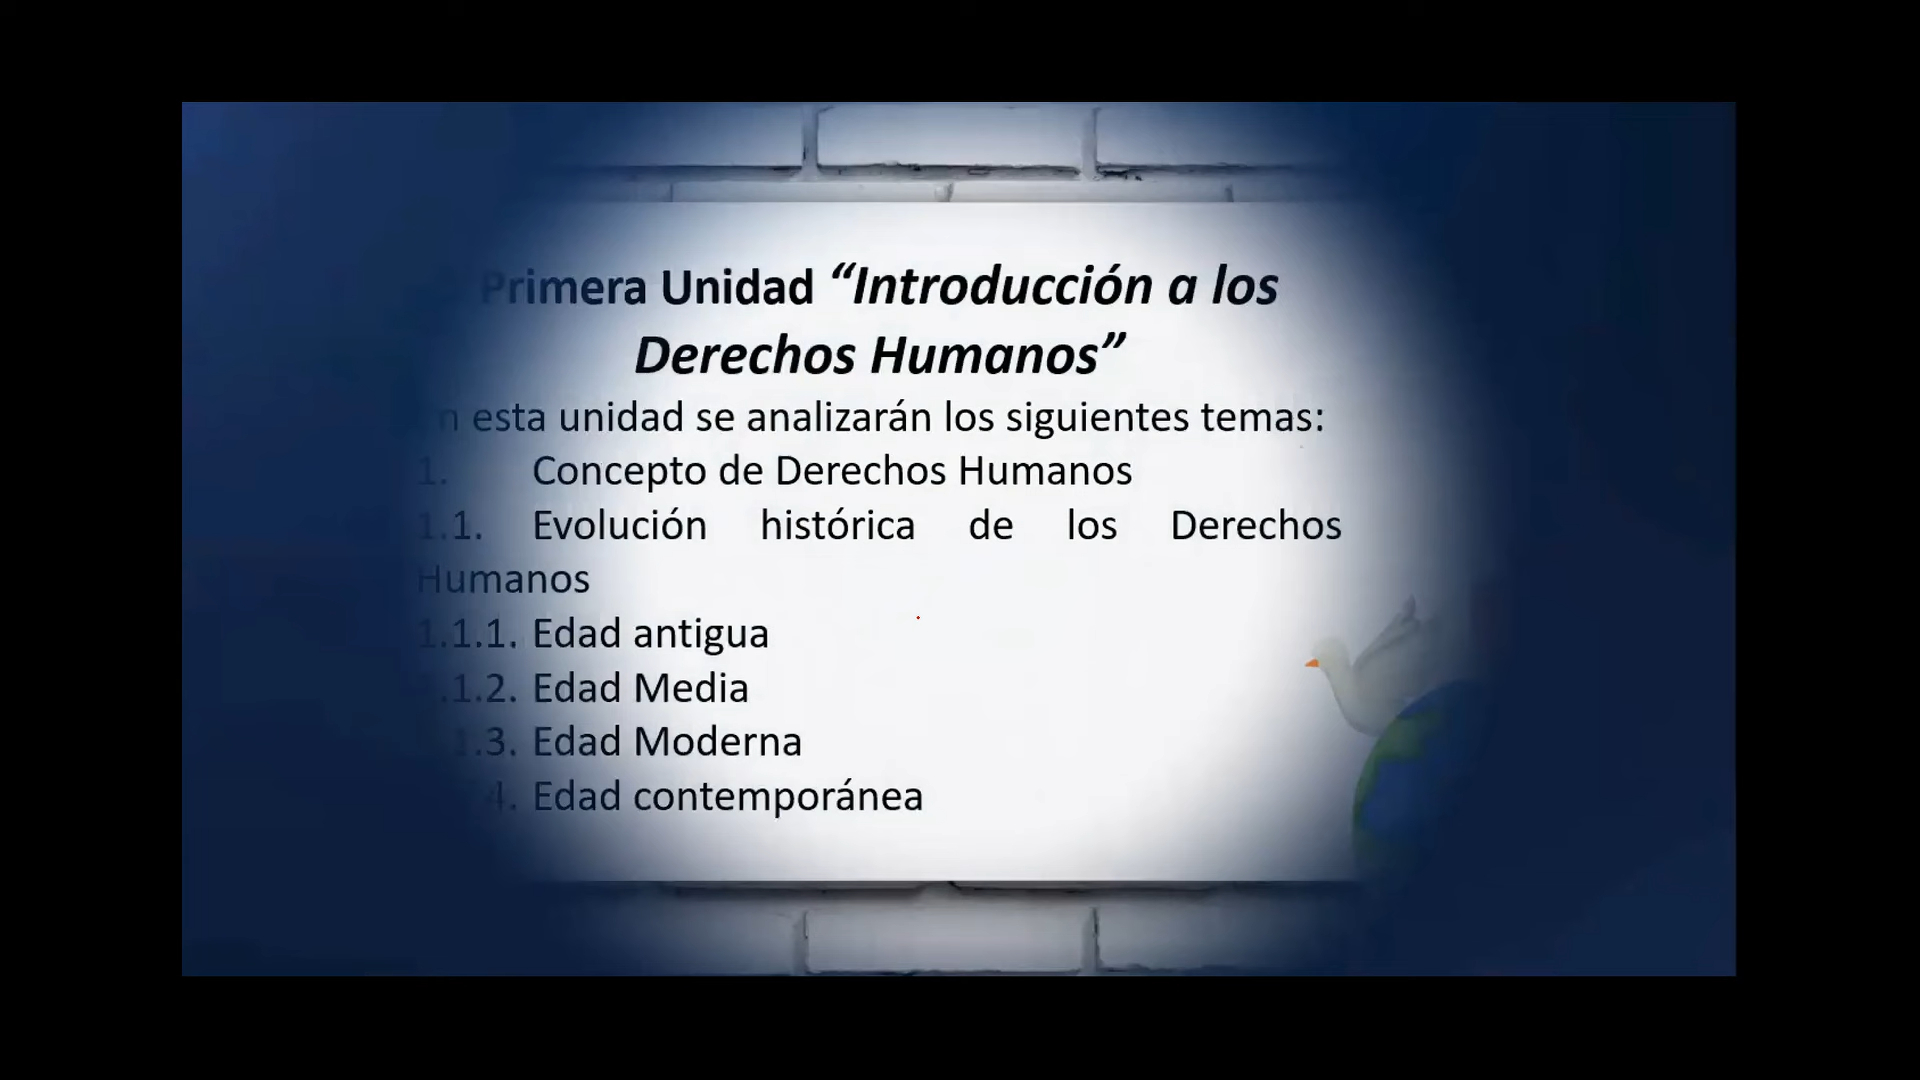 Primera Unidad “Introducción a los
Derechos Humanos”
esta unidad se analizarán los siguientes temas:
1. Concepto de Derechos Humanos
1.1. Evolución histórica de los Derechos
Humanos
1.1.1. Edad antigua
.1.2. Edad Media
1.3. Edad Moderna
4. Edad contemporánea